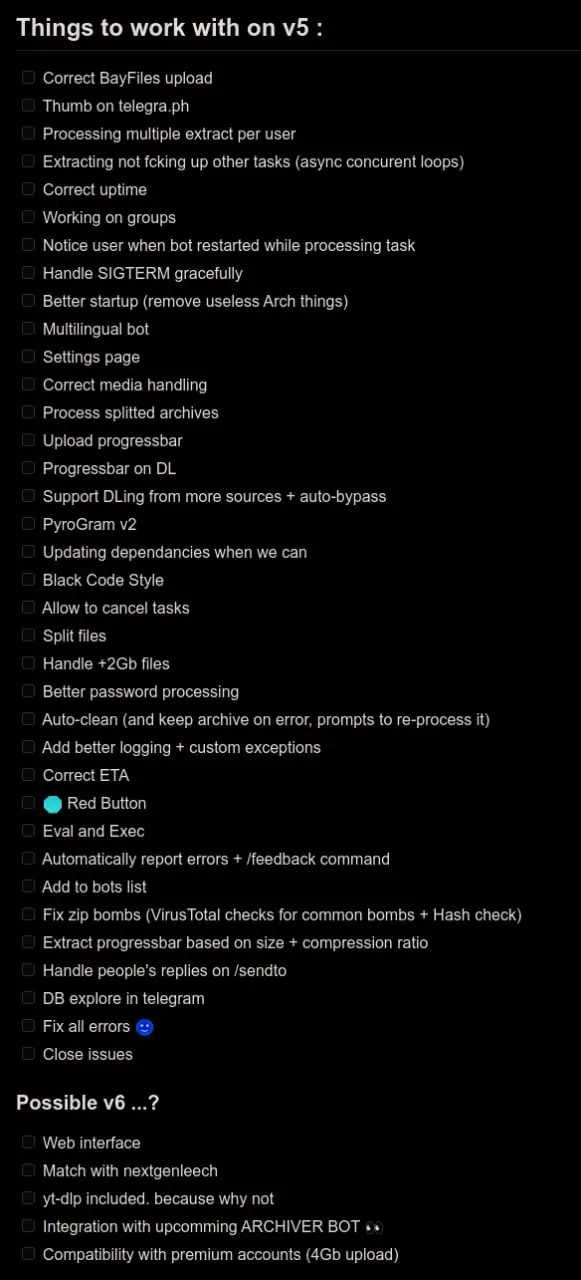 Things to work with on v5 :
Correct BayFiles upload
Thumb on telegra.ph
Processing multiple extract per user
Extracting not fcking up other tasks (async concurent loops)
Correct uptime
Working on groups
Notice user when bot restarted while processing task
Handle SIGTERM gracefully
Better startup (remove useless Arch things)
Multilingual bot
Settings page
Correct media handling
Process splitted archives
Upload progressbar
Progressbar on DL
Support DLing from more sources + auto-bypass
PyroGram v2
Updating dependancies when we can
Black Code Style
Allow to cancel tasks
Split files
Handle +2Gb files
Better password processing
Auto-clean (and keep archive on error, prompts to re-process it)
Add better logging + custom exceptions
Correct ETA
Red Button
Eval and Exec
Automatically report errors + /feedback command
Add to bots list
Fix zip bombs (VirusTotal checks for common bombs + Hash check)
Extract progressbar based on size + compression ratio
Handle people's replies on /sendto
DB explore in telegram
Fix all errors
Close issues
Possible v6 ...?
Web interface
Match with nextgenleech
yt-dlp included. because why not
Integration with upcomming ARCHIVER BOT 👀
Compatibility with premium accounts (4Gb upload)